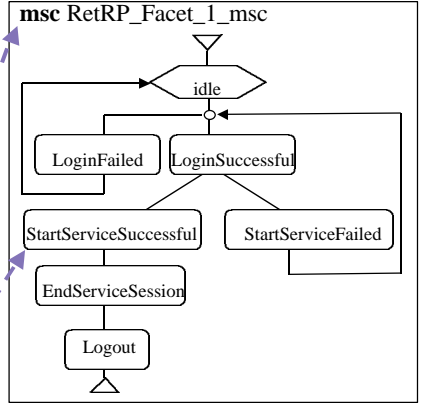 msc RetRP_Facet_1_msc
idle
LoginFailed
LoginSuccessful
StartServiceSuccessful
StartServiceFailed
EndServiceSession
Logout